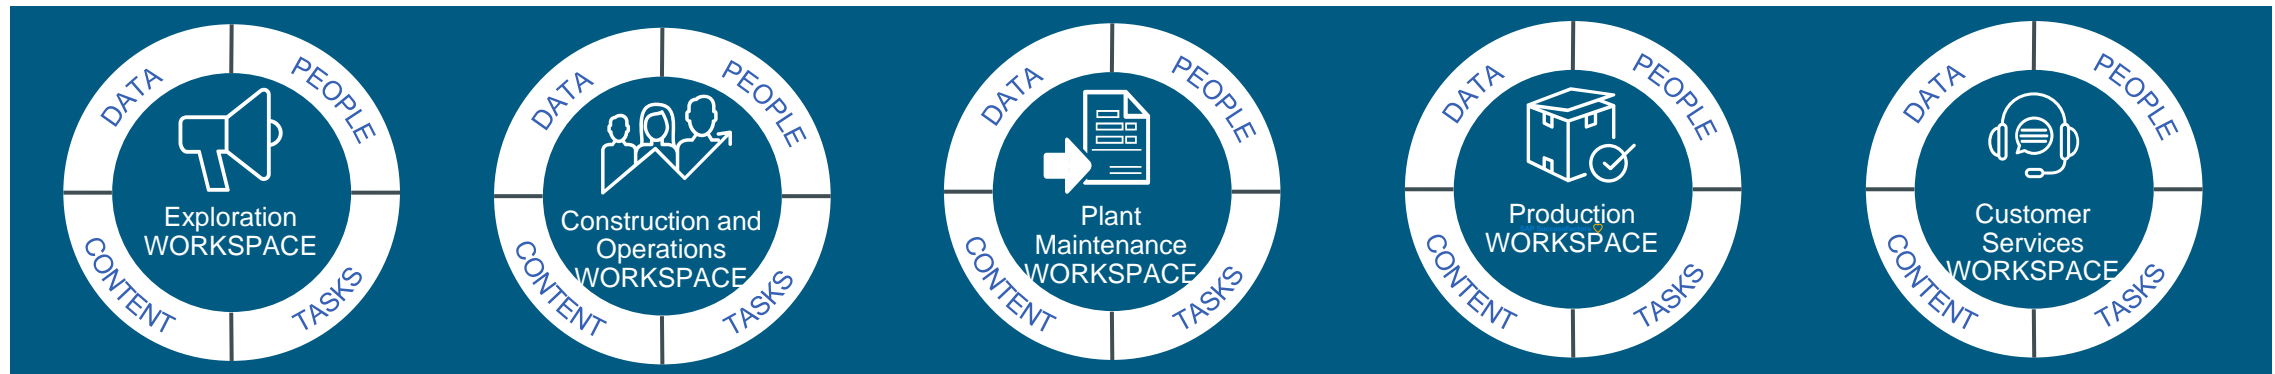 DATA
PEOPLE
Exploration
WORKSPACE
CONTENT
TASKS
DATA
PEOPLE
Construction and
Operations
WORKSPACE
CONTENT
TASKS
DATA
PEOPLE
Plant
Maintenance
WORKSPACE
CONTENT
TASKS
DATA
PEOPLE
Production
WORKSPACE
CONTENT
TASKS
DATA
PEOPLE
Customer
Services
WORKSPACE
CONTENT
TASKS